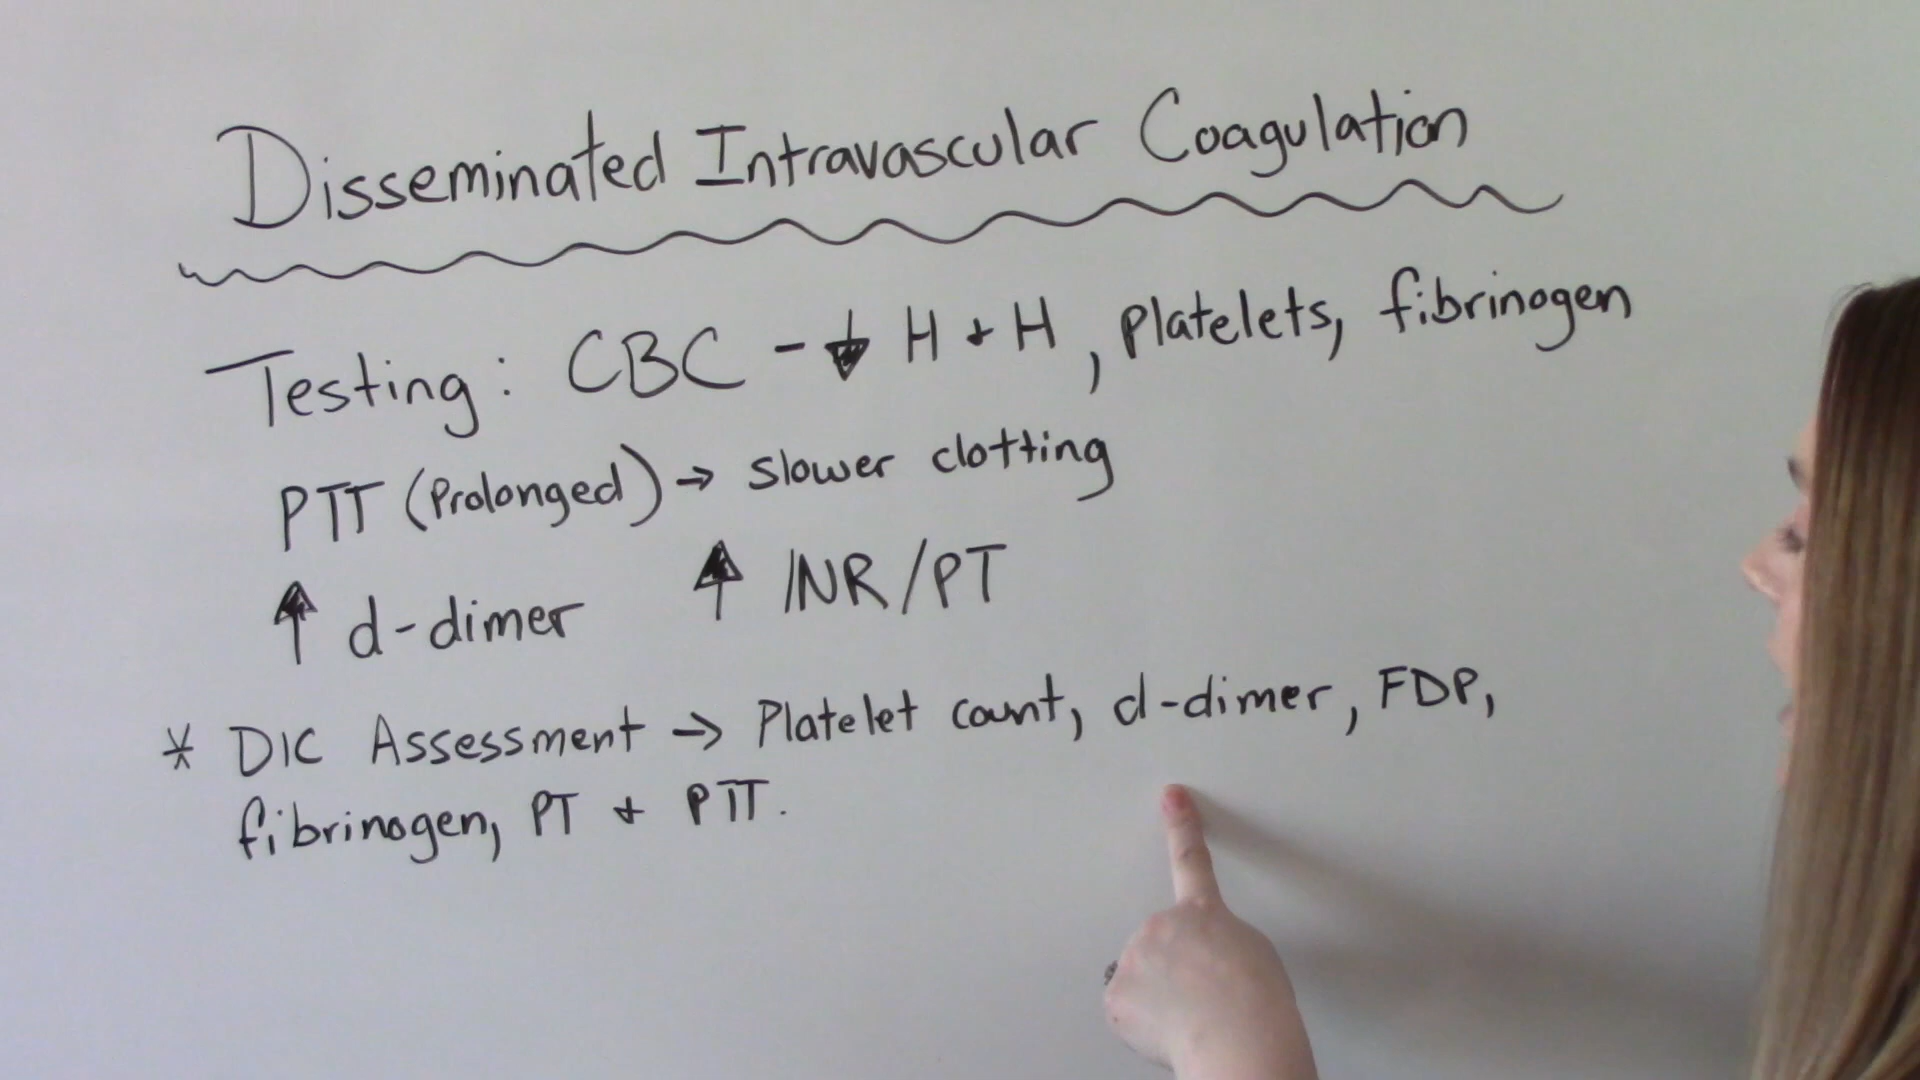 Disseminated Intravascular Coagulation
Testing: CBC - ↓ H + H, Platelets, fibrinogen
PTT (Prolonged) → slower clotting
↑ d-dimer ↑ INR/PT
* DIC Assessment → Platelet count, d-dimer, FDP,
fibrinogen, PT + PTT.